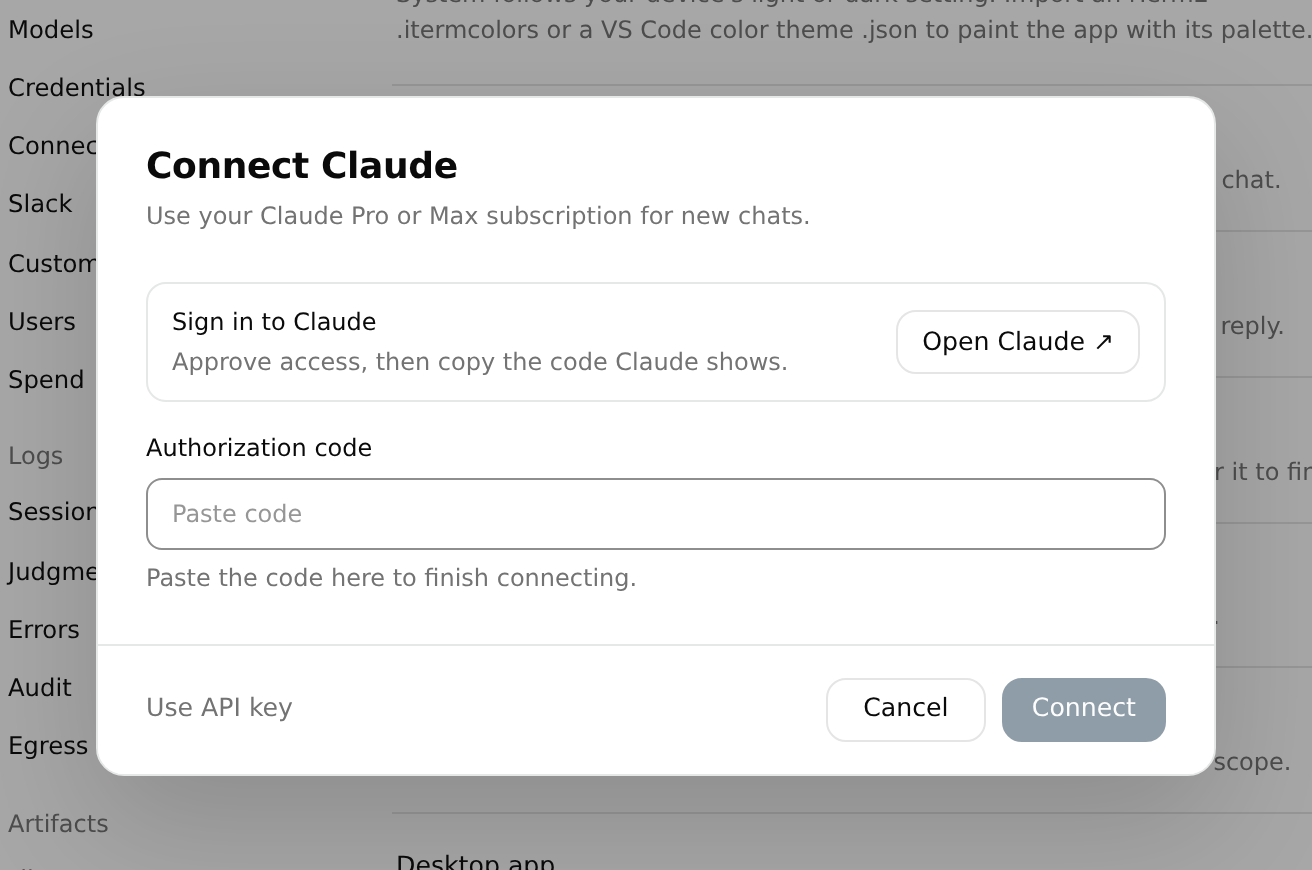 .itermcolors or a VS Code color theme .json to paint the app with its palette.
Models
Credentials
Slack
Users
Spend
Logs
Errors
Audit
Egress
Artifacts
Connect Claude
Use your Claude Pro or Max subscription for new chats.
Sign in to Claude
Approve access, then copy the code Claude shows.
Open Claude ↗
Authorization code
Paste code
Paste the code here to finish connecting.
Use API key
Cancel
Connect
chat.
reply.
it to
scope.
Desktop app